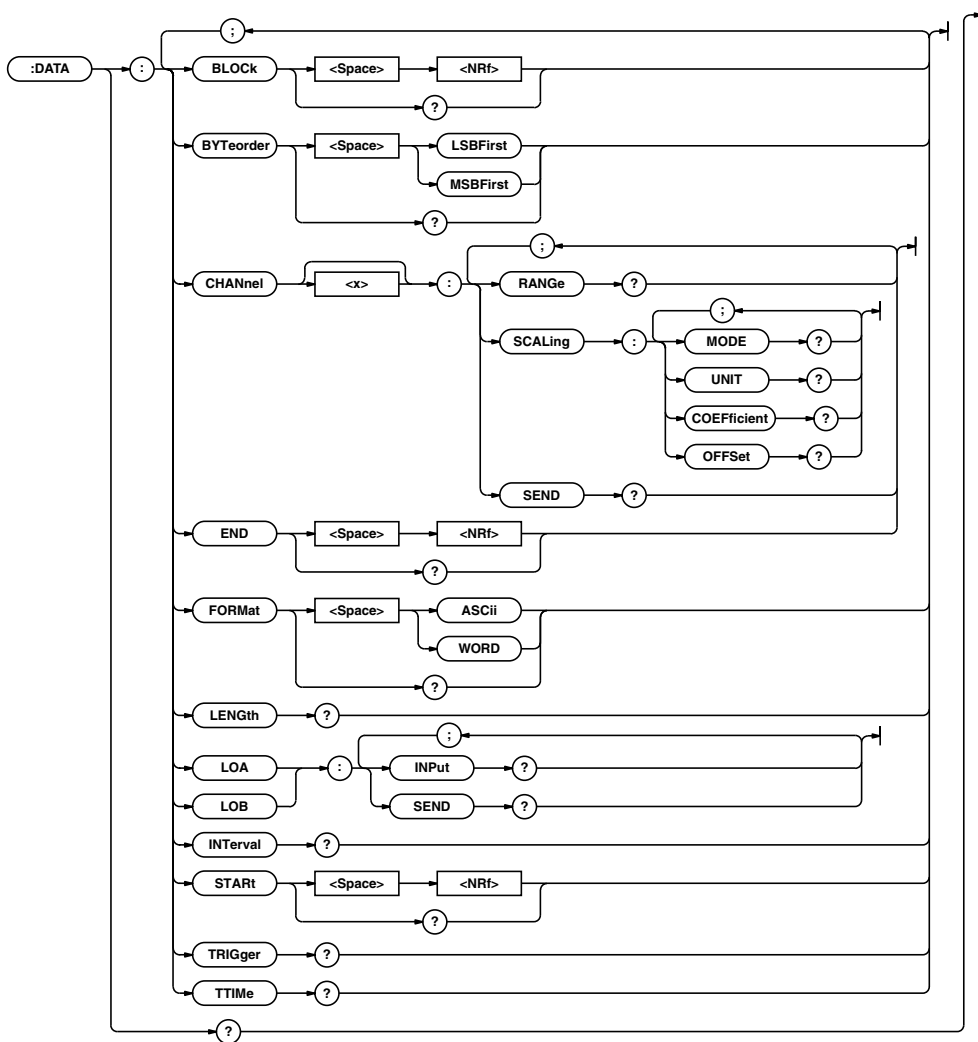 ;
:DATA : BLOCk <Space> <NRf>
?
BYTeorder <Space> LSBFirst
MSBFirst
?
;
CHANnel <x> : RANGe ?
;
SCALing : MODE ?
UNIT ?
COEFficient ?
OFFSet ?
SEND ?
END <Space> <NRf>
?
FORMat <Space> ASCii
WORD
?
LENGth ?
;
LOA : INPut ?
LOB SEND ?
INTerval ?
STARt <Space> <NRf>
?
TRIGger ?
TTIMe ?
?